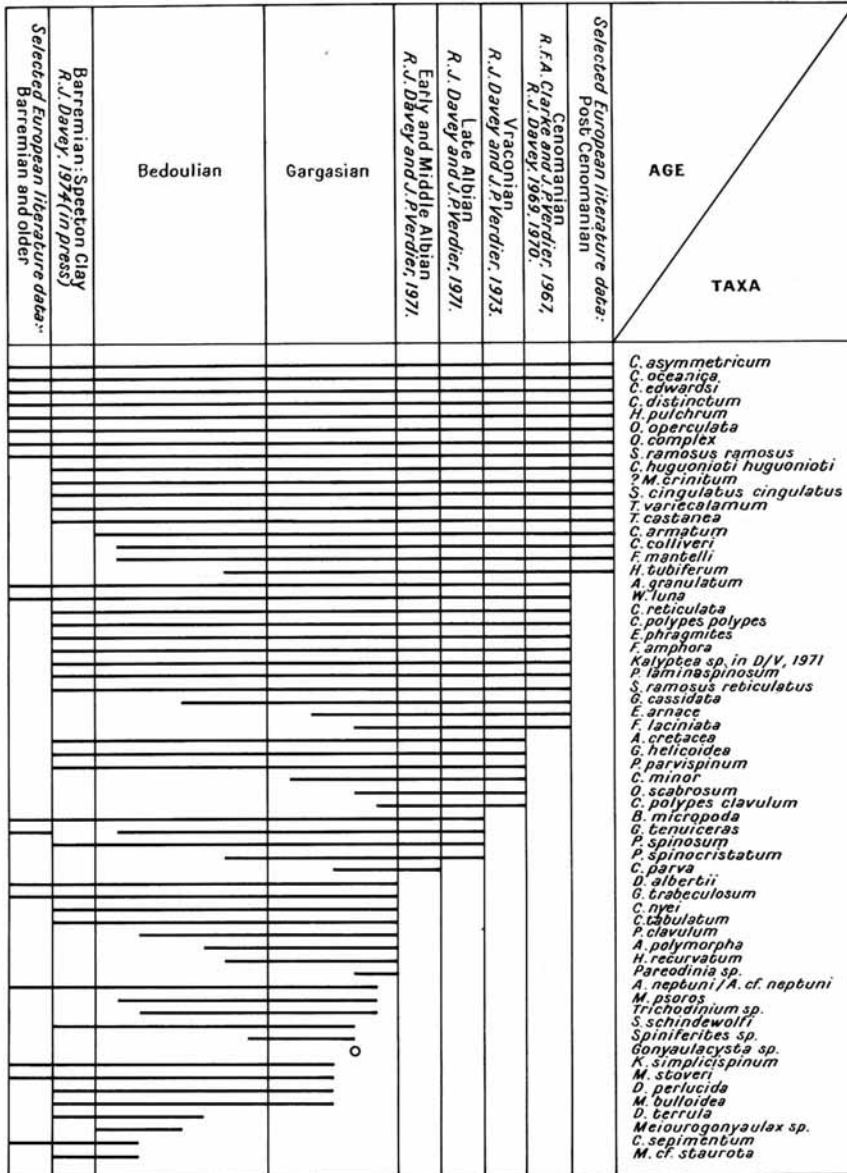 Selected European literature data:-
Barremian and older
Barremian: Speeton Clay
R.J. Davey, 1974 (in press)
Bedoulian
Gargasian
Early and Middle Albian
R.J. Davey and J.P. Verdier, 1971.
Late Albian
R.J. Davey and J.P. Verdier, 1971.
Vraconian
R.J. Davey and J.P. Verdier, 1973.
Cenomanian
R.F.A. Clarke and J.P. Verdier, 1967,
R.J. Davey, 1969, 1970.
Selected European literature data:
Post Cenomanian
AGE
TAXA
C. asymmetricum
C. oceanica
C. edwardsi
C. distinctum
H. pulchrum
O. operculata
O. complex
S. ramosus ramosus
C. huguonioti huguonioti
? M. crinitum
S. cingulatus cingulatus
T. variecalamum
T. castanea
C. armatum
C. colliveri
F. mantelli
H. tubiferum
A. granulatum
W. luna
C. reticulata
C. polypes polypes
E. phragmites
F. amphora
Kalyptea sp. in D/V, 1971
P. laminaspinosum
S. ramosus reticulatus
G. cassidata
E. arnace
F. laciniata
A. cretacea
G. helicoidea
P. parvispinum
C. minor
O. scabrosum
C. polypes clavulum
B. micropoda
G. tenuiceras
P. spinosum
P. spinocristatum
C. parva
D. albertii
G. trabeculosum
C. nyei
C. tabulatum
P. clavulum
A. polymorpha
H. recurvatum
Pareodinia sp.
A. neptuni / A. cf. neptuni
M. psoros
Trichodinium sp.
S. schindewolfi
Spiniferites sp.
Gonyaulacysta sp.
K. simplicispinum
M. stoveri
D. perlucida
M. bulloidea
D. terrula
Meiourogonyaulax sp.
C. sepimentum
M. cf. staurota